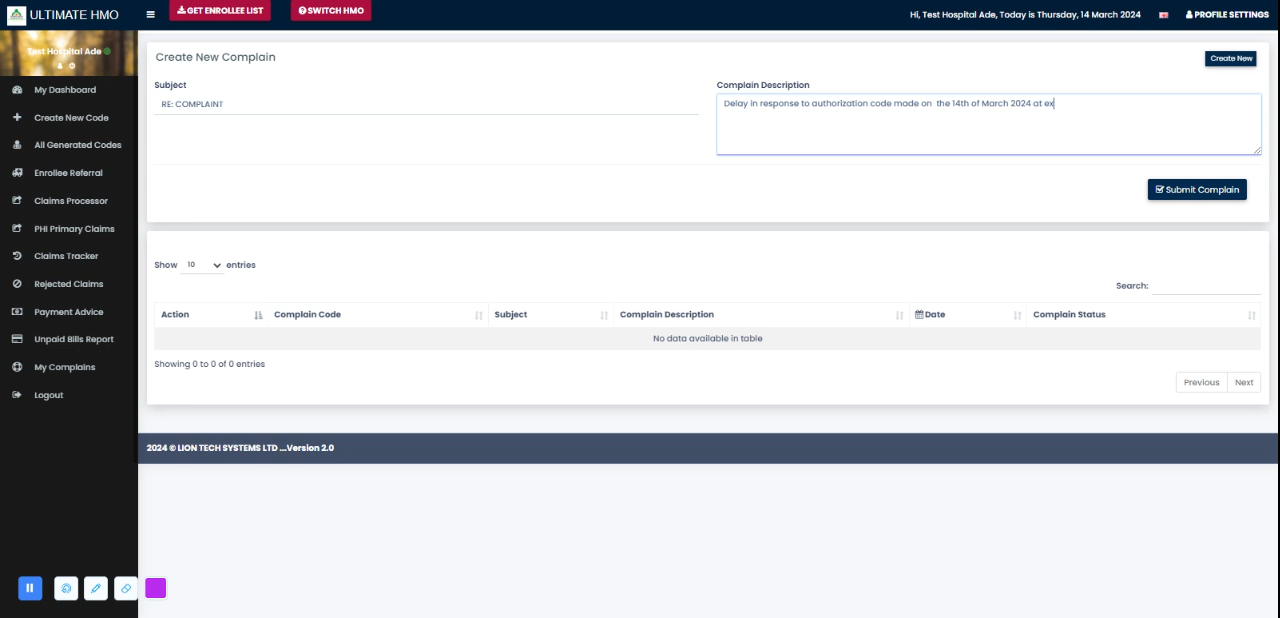 ULTIMATE HMO
GET ENROLLEE LIST
SWITCH HMO
Hi, Test Hospital Ade, Today is Thursday, 14 March 2024
PROFILE SETTINGS
Test Hospital Ade
My Dashboard
Create New Code
All Generated Codes
Enrollee Referral
Claims Processor
PHI Primary Claims
Claims Tracker
Rejected Claims
Payment Advice
Unpaid Bills Report
My Complains
Logout
Create New Complain
Create New
Subject
RE: COMPLAINT
Complain Description
Delay in response to authorization code made on the 14th of March 2024 at ex
Submit Complain
Show 10 entries
Search:
Action Complain Code Subject Complain Description Date Complain Status
No data available in table
Showing 0 to 0 of 0 entries
Previous Next
2024 © LION TECH SYSTEMS LTD ....Version 2.0